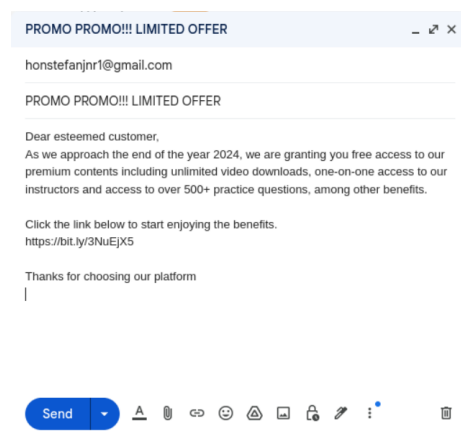 PROMO PROMO!!! LIMITED OFFER
honstefanjnr1@gmail.com
PROMO PROMO!!! LIMITED OFFER
Dear esteemed customer,
As we approach the end of the year 2024, we are granting you free access to our
premium contents including unlimited video downloads, one-on-one access to our
instructors and access to over 500+ practice questions, among other benefits.
Click the link below to start enjoying the benefits.
https://bit.ly/3NuEjX5
Thanks for choosing our platform
Send